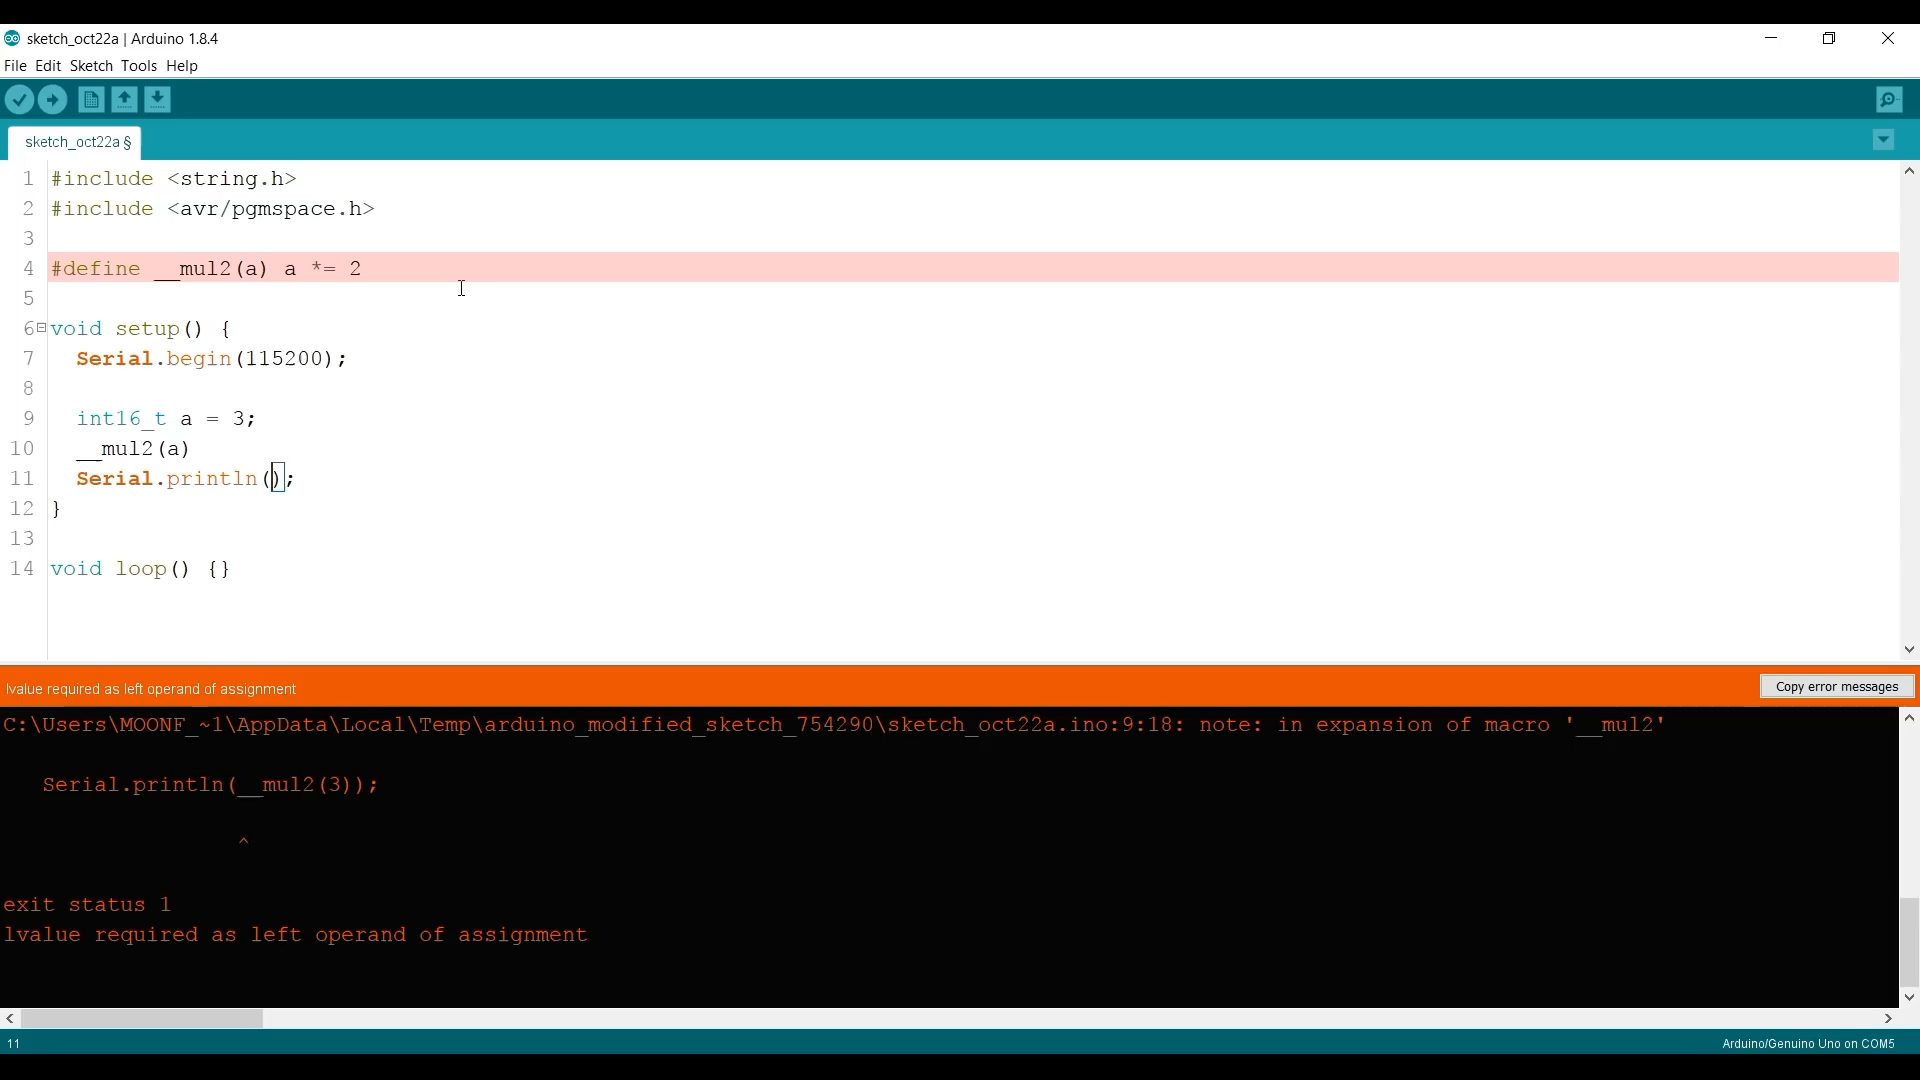 sketch_oct22a | Arduino 1.8.4
File Edit Sketch Tools Help
sketch_oct22a §
1 #include <string.h>
2 #include <avr/pgmspace.h>
3
4 #define __mul2(a) a *= 2
5
6 void setup() {
7 Serial.begin(115200);
8
9 int16_t a = 3;
10 __mul2(a)
11 Serial.println();
12 }
13
14 void loop() {}
lvalue required as left operand of assignment
Copy error messages
C:\Users\MOONF_~1\AppData\Local\Temp\arduino_modified_sketch_754290\sketch_oct22a.ino:9:18: note: in expansion of macro '__mul2'
Serial.println(__mul2(3));
^
exit status 1
lvalue required as left operand of assignment
11
Arduino/Genuino Uno on COM5